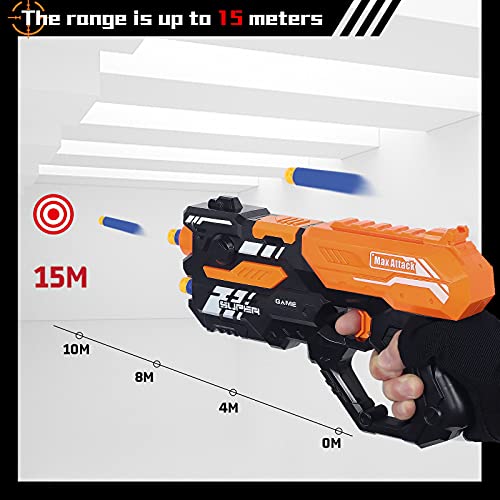 The range is up to 15 meters
15M
Max Attack
GAME
SUPER
10M
8M
4M
0M